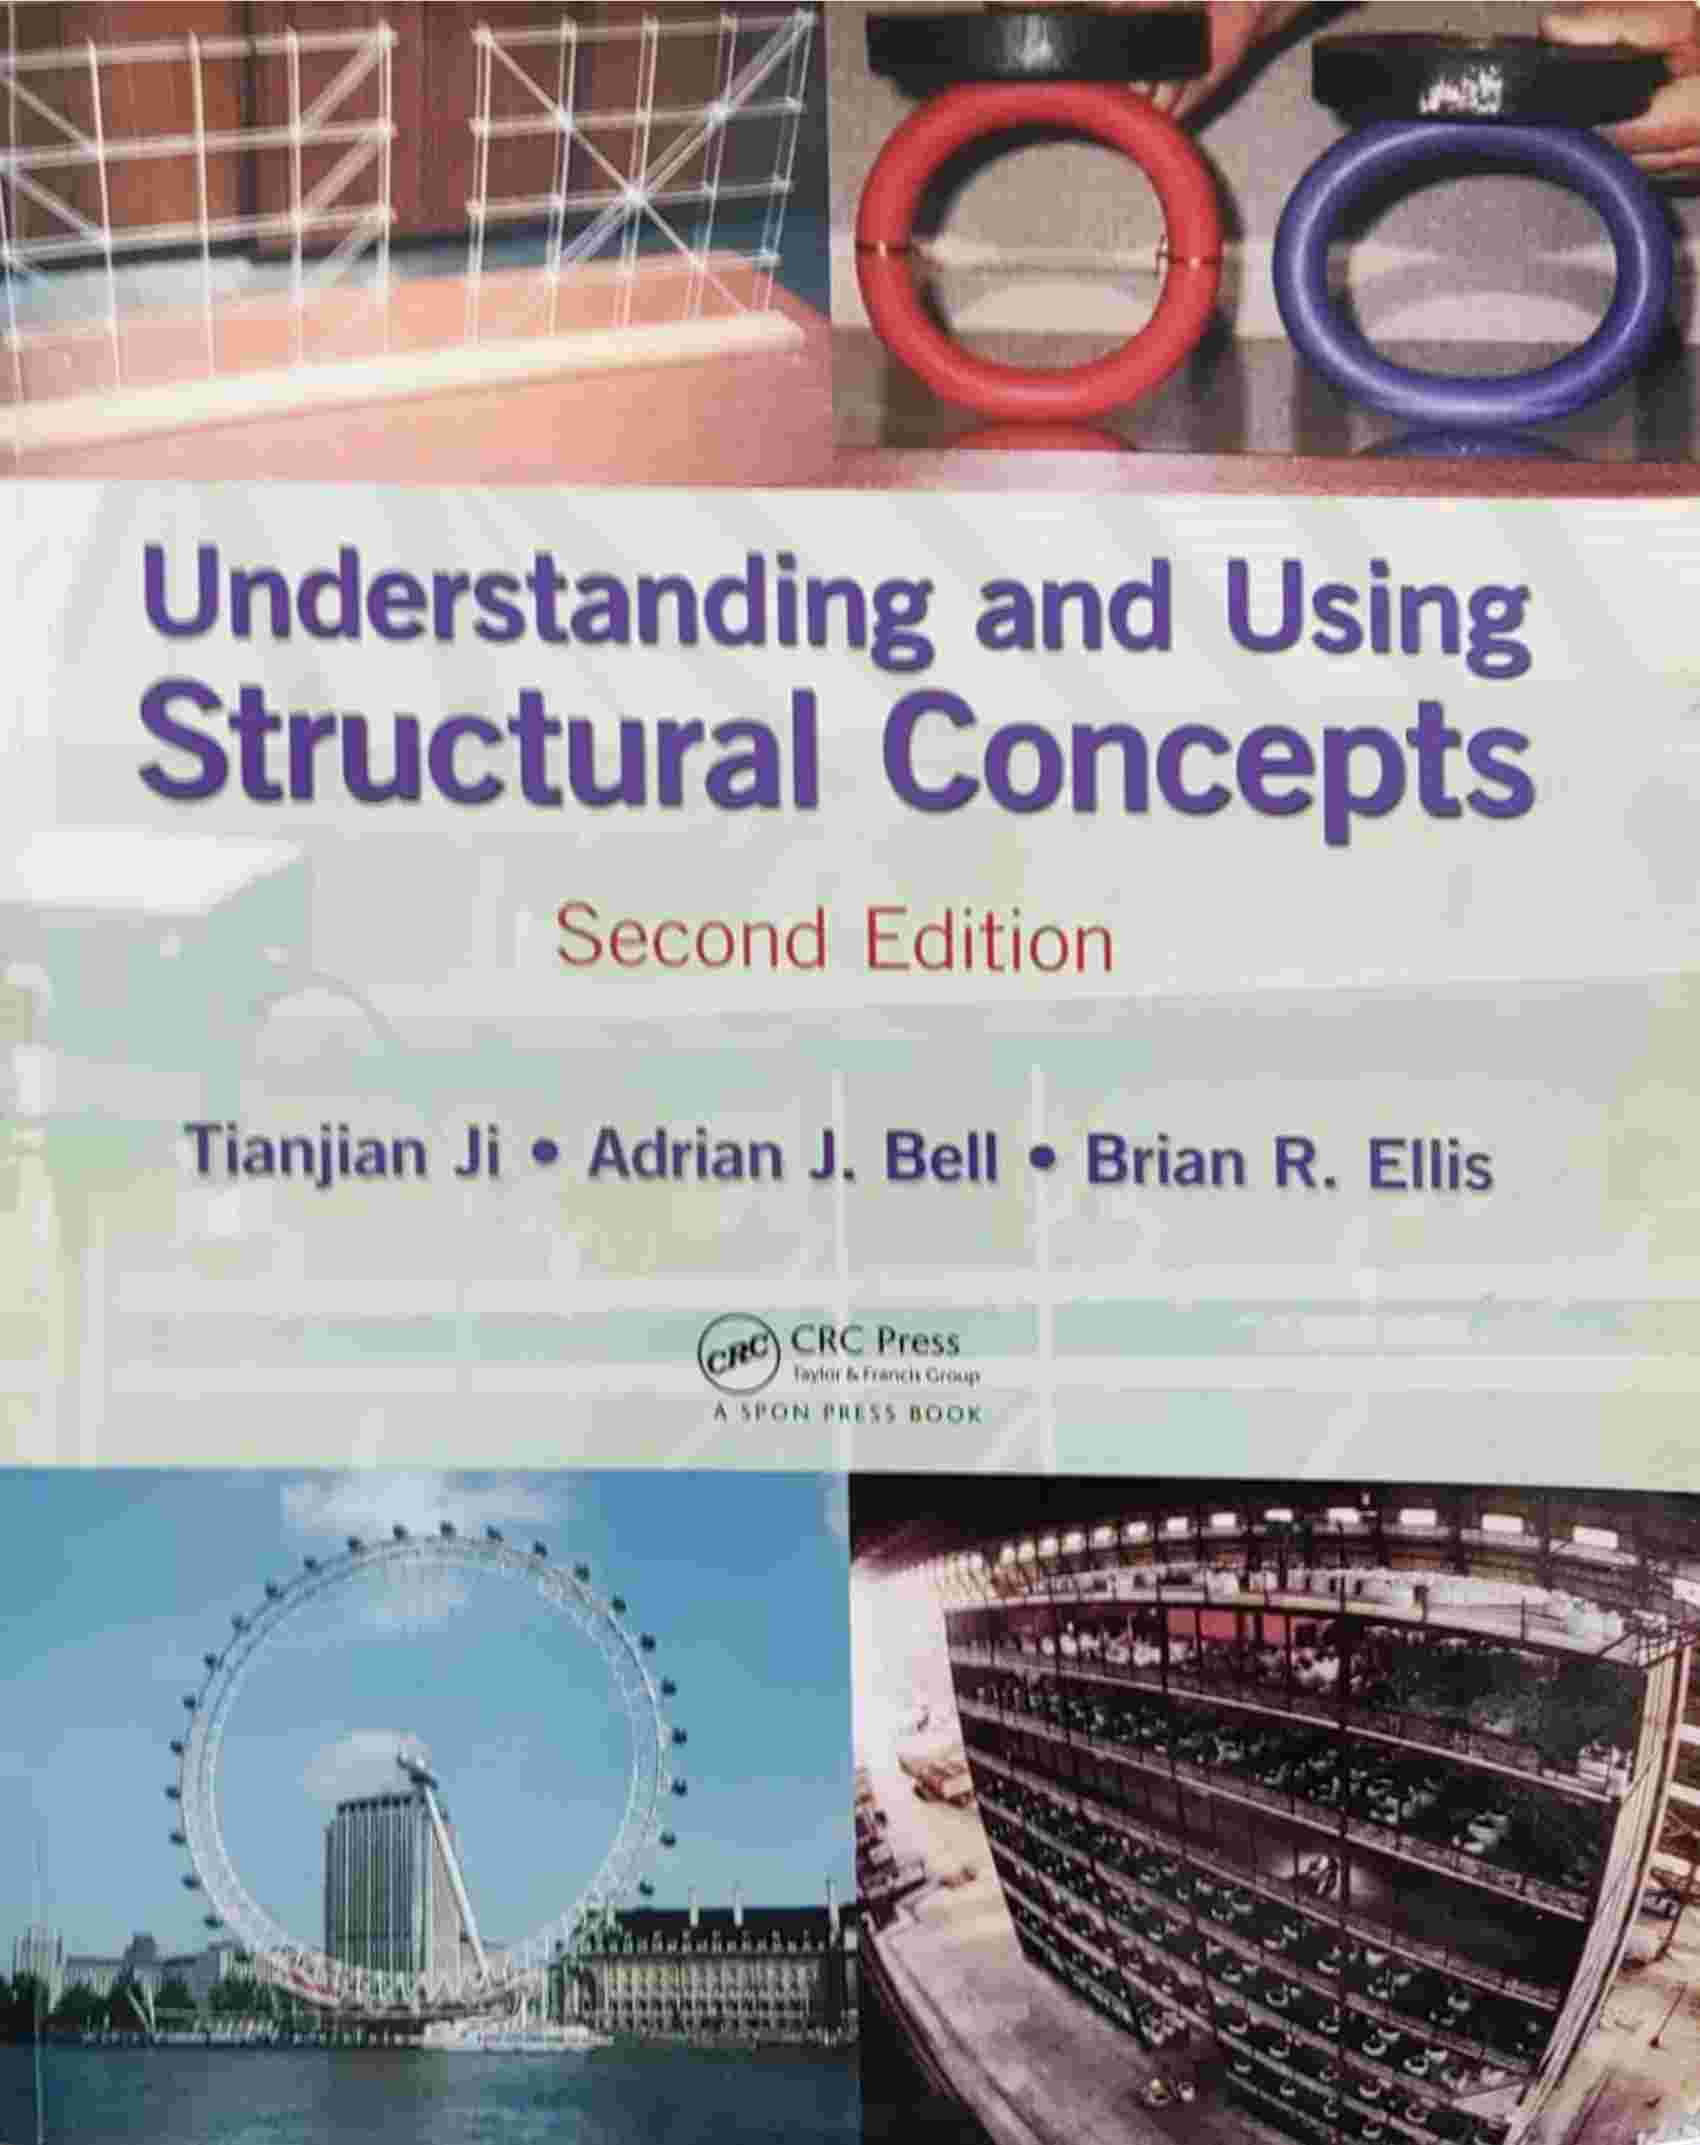 Understanding and Using
Structural Concepts
Second Edition
Tianjian Ji • Adrian J. Bell • Brian R. Ellis
CRC CRC Press
Taylor & Francis Group
A SPON PRESS BOOK